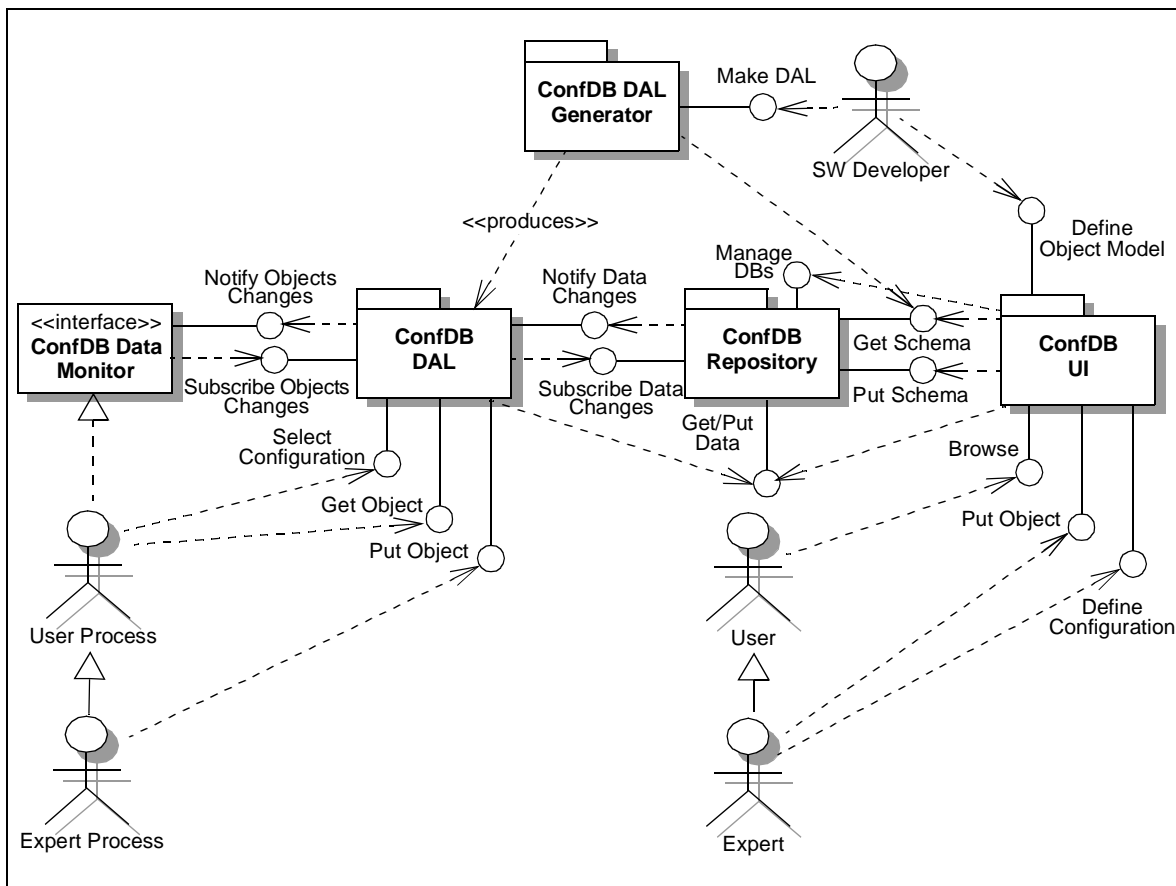 ConfDB DAL
Generator
Make DAL
SW Developer
<<produces>>
Define
Object Model
Manage
DBs
Notify Objects
Changes
Notify Data
Changes
<<interface>>
ConfDB Data
Monitor
ConfDB
DAL
ConfDB
Repository
Get Schema
ConfDB
UI
Subscribe Objects
Changes
Subscribe Data
Changes
Put Schema
Get/Put
Data
Select
Configuration
Browse
Get Object
Put Object
Put Object
Define
Configuration
User Process
User
Expert Process
Expert